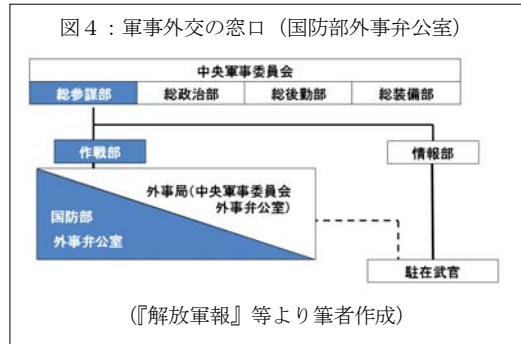 図４：軍事外交の窓口（国防部外事弁公室）
中央軍事委員会
総参謀部 総政治部 総後勤部 総装備部
作戦部 情報部
外事局（中央軍事委員会
外事弁公室）
国防部
外事弁公室
駐在武官
（『解放軍報』等より筆者作成）